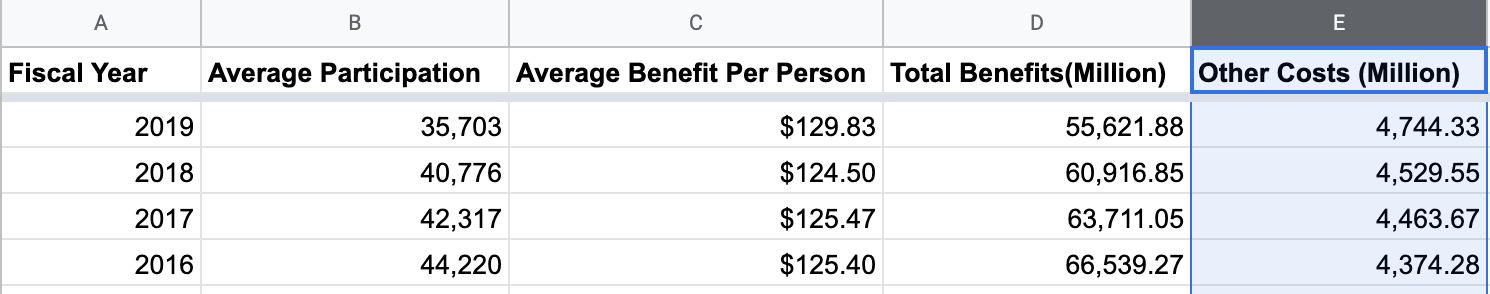 A B C D E
Fiscal Year Average Participation Average Benefit Per Person Total Benefits(Million) Other Costs (Million)
2019 35,703 $129.83 55,621.88 4,744.33
2018 40,776 $124.50 60,916.85 4,529.55
2017 42,317 $125.47 63,711.05 4,463.67
2016 44,220 $125.40 66,539.27 4,374.28